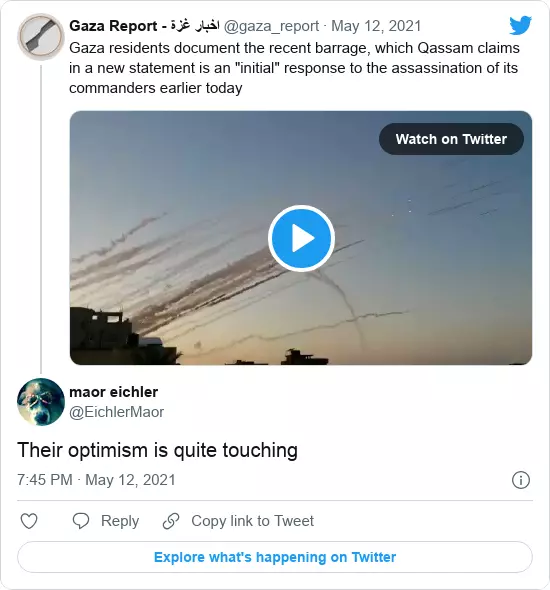 Gaza Report - اخبار غزة @gaza_report · May 12, 2021
Gaza residents document the recent barrage, which Qassam claims
in a new statement is an "initial" response to the assassination of its
commanders earlier today
Watch on Twitter
maor eichler
@EichlerMaor
Their optimism is quite touching
7:45 PM · May 12, 2021
Reply
Copy link to Tweet
Explore what's happening on Twitter